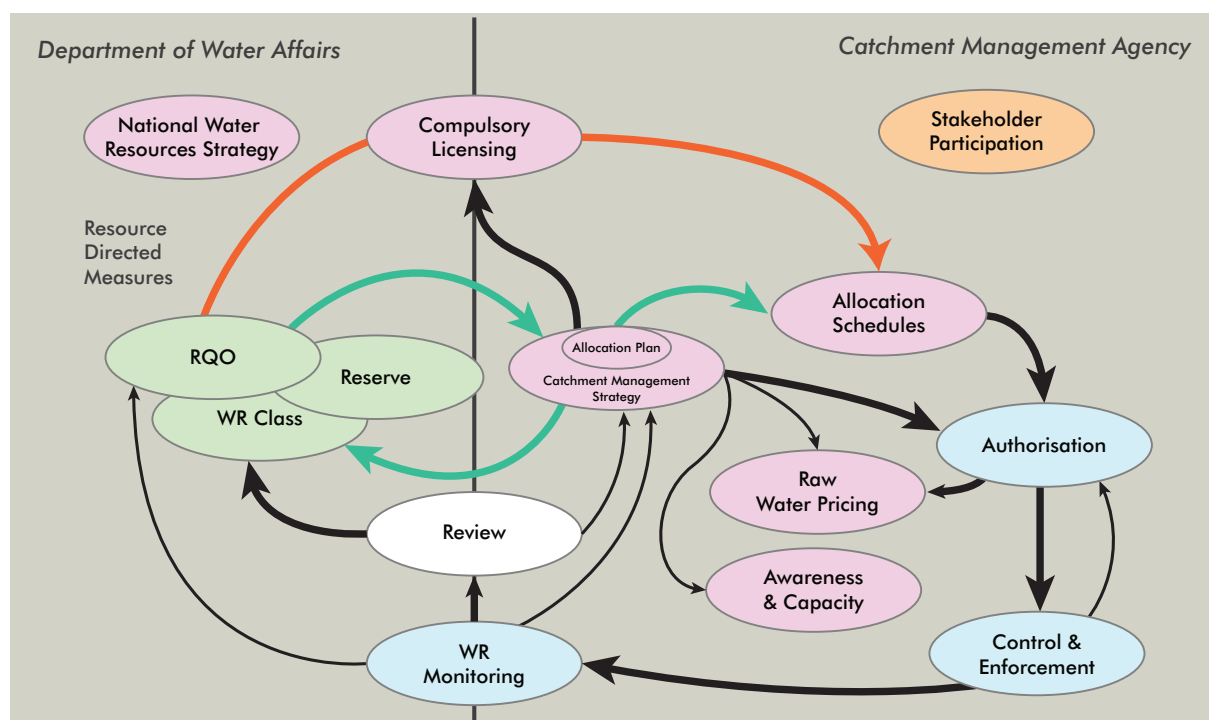 Department of Water Affairs
Catchment Management Agency
National Water
Resources Strategy
Compulsory
Licensing
Stakeholder
Participation
Resource
Directed
Measures
Allocation
Schedules
RQO
Reserve
WR Class
Allocation Plan
Catchment Management
Strategy
Authorisation
Raw
Water Pricing
Review
Awareness
& Capacity
WR
Monitoring
Control &
Enforcement